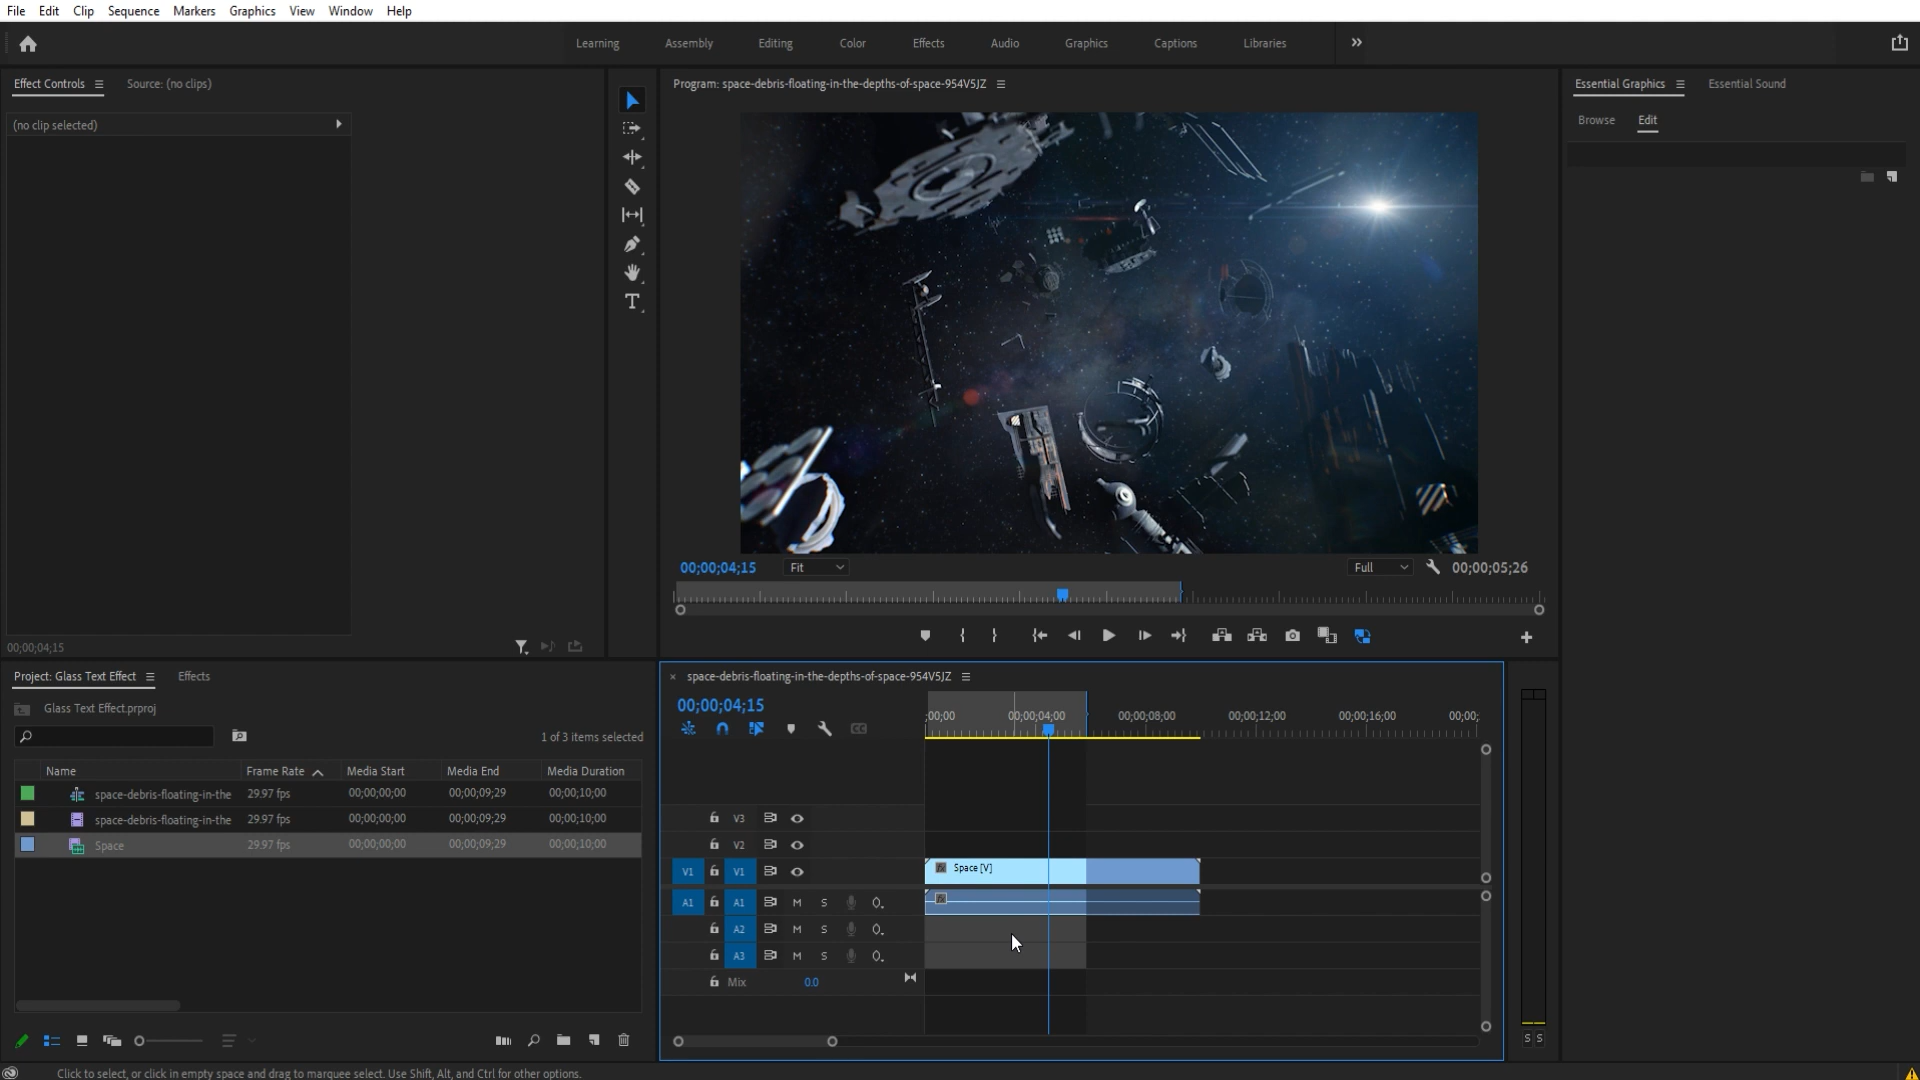 File Edit Clip Sequence Markers Graphics View Window Help
Learning Assembly Editing Color Effects Audio Graphics Captions Libraries
Effect Controls Source: (no clips)
(no clip selected)
00;00;04;15
Program: space-debris-floating-in-the-depths-of-space-954V5JZ
00;00;04;15 Fit Full 00;00;05;26
Essential Graphics Essential Sound
Browse Edit
Project: Glass Text Effect Effects
Glass Text Effect.prproj
1 of 3 items selected
Name Frame Rate Media Start Media End Media Duration
space-debris-floating-in-the 29.97 fps 00;00;00;00 00;00;09;29 00;00;10;00
space-debris-floating-in-the 29.97 fps 00;00;00;00 00;00;09;29 00;00;10;00
Space 29.97 fps 00;00;00;00 00;00;09;29 00;00;10;00
× space-debris-floating-in-the-depths-of-space-954V5JZ
00;00;04;15
;00;00 00;00;04;00 00;00;08;00 00;00;12;00 00;00;16;00 00;00;
V3
V2
V1 V1 Space [V]
A1 A1 M S
A2 M S
A3 M S
Mix 0.0
S S
Click to select, or click in empty space and drag to marquee select. Use Shift, Alt, and Ctrl for other options.